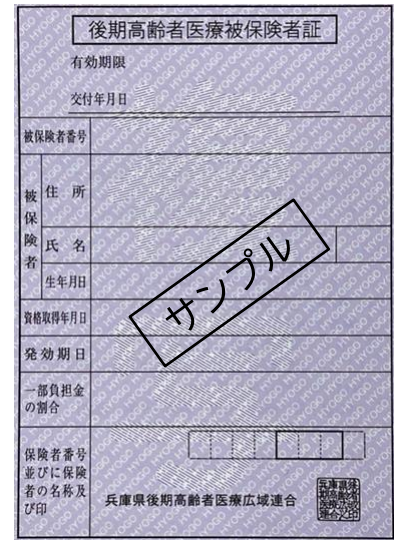 後期高齢者医療被保険者証
有効期限
交付年月日
被保険者番号
被保険者
住所
氏名
生年月日
資格取得年月日
発効期日
一部負担金
の割合
保険者番号
並びに保険
者の名称及
び印
兵庫県後期高齢者医療広域連合
サンプル
HYOGO